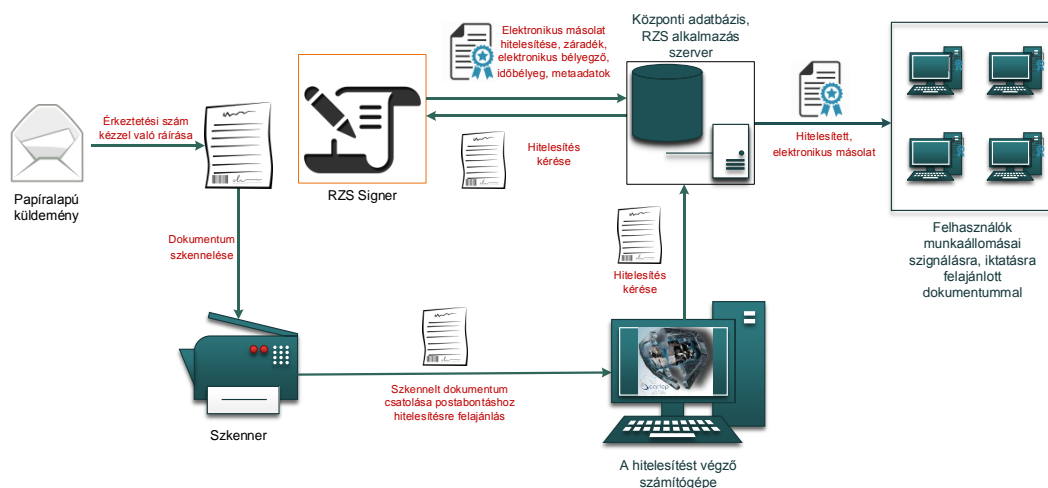 Elektronikus másolat
hitelesítése, záradék,
elektronikus bélyegző,
időbélyeg, metaadatok
Központi adatbázis,
RZS alkalmazás
szerver
Érkeztetési szám
kézzel való ráírása
Hitelesítés
kérése
Hitelesített,
elektronikus másolat
Papíralapú
küldemény
RZS Signer
Dokumentum
szkennelése
Hitelesítés
kérése
Felhasználók
munkaállomásai
szignálásra, iktatásra
felajánlott
dokumentummal
Szkennelt dokumentum
csatolása postabontáshoz
hitelesítésre felajánlás
Szkenner
A hitelesítést végző
számítógépe